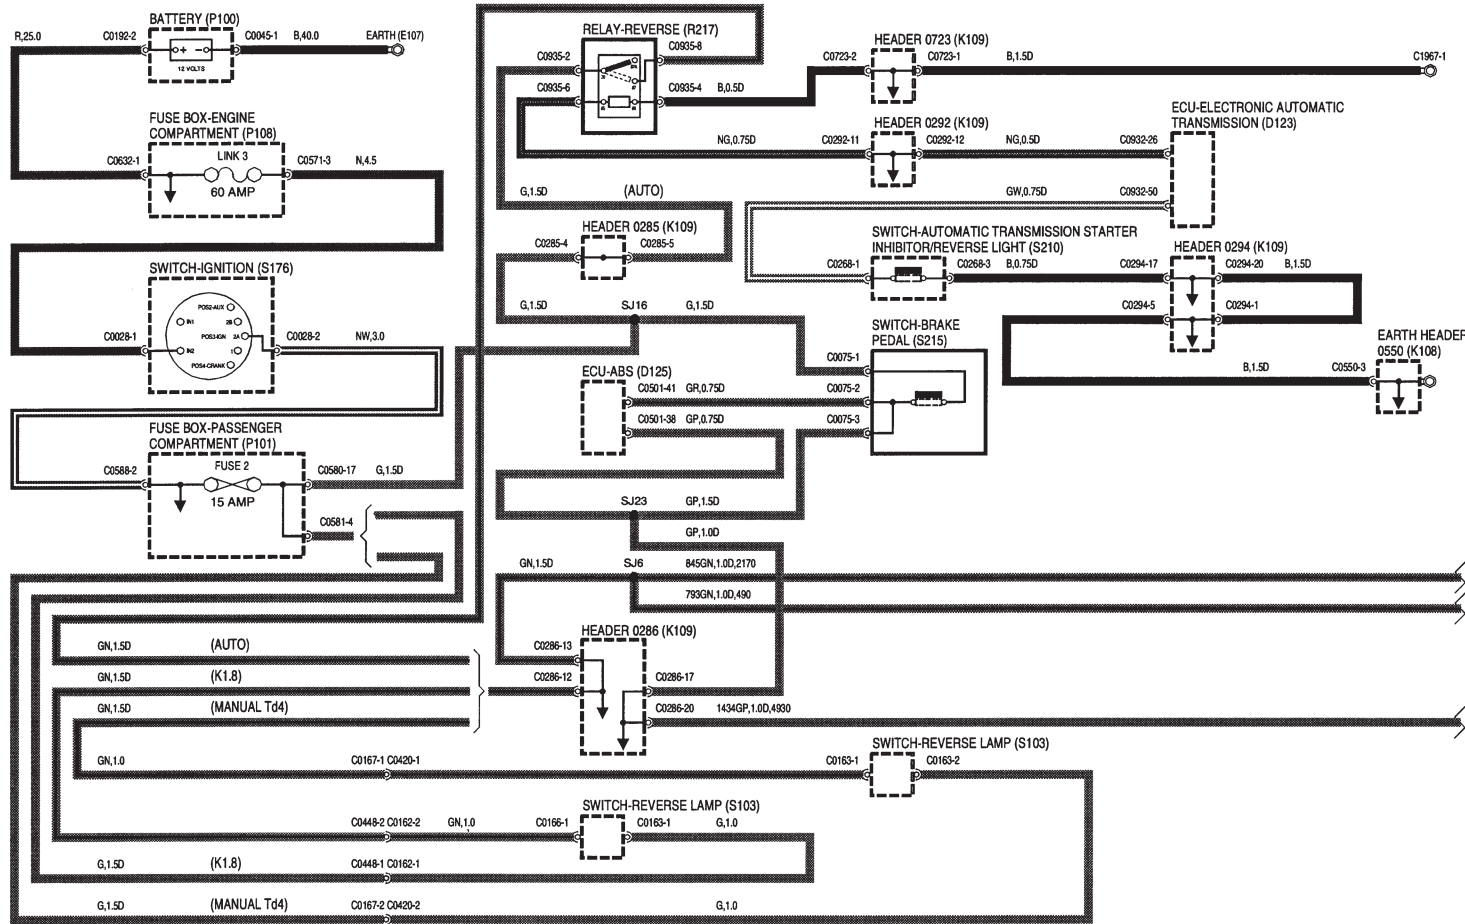 BATTERY (P100)
R,25.0
C0192-2
C0045-1
B,40.0
EARTH (E107)
12 VOLTS
FUSE BOX-ENGINE
COMPARTMENT (P108)
C0632-1
LINK 3
60 AMP
C0571-3
N,4.5
SWITCH-IGNITION (S176)
POS2-AUX
IN1
2B
POS3-IGN
2A
IN2
1
POS4-CRANK
C0028-1
C0028-2
NW,3.0
FUSE BOX-PASSENGER
COMPARTMENT (P101)
C0588-2
FUSE 2
15 AMP
C0580-17
G,1.5D
C0581-4
RELAY-REVERSE (R217)
C0935-2
C0935-8
C0935-6
C0935-4
B,0.5D
HEADER 0723 (K109)
C0723-2
C0723-1
B,1.5D
C1967-1
HEADER 0292 (K109)
NG,0.75D
C0292-11
C0292-12
NG,0.5D
C0932-26
ECU-ELECTRONIC AUTOMATIC
TRANSMISSION (D123)
GW,0.75D
C0932-50
G,1.5D
(AUTO)
HEADER 0285 (K109)
C0285-4
C0285-5
SWITCH-AUTOMATIC TRANSMISSION STARTER
INHIBITOR/REVERSE LIGHT (S210)
C0268-1
C0268-3
B,0.75D
C0294-17
HEADER 0294 (K109)
C0294-20
B,1.5D
C0294-5
C0294-1
EARTH HEADER
0550 (K108)
B,1.5D
C0550-3
G,1.5D
SJ16
G,1.5D
SWITCH-BRAKE
PEDAL (S215)
C0075-1
C0075-2
C0075-3
ECU-ABS (D125)
C0501-41
GR,0.75D
C0501-38
GP,0.75D
SJ23
GP,1.5D
GP,1.0D
GN,1.5D
SJ6
845GN,1.0D,2170
793GN,1.0D,490
HEADER 0286 (K109)
C0286-13
C0286-12
C0286-17
C0286-20
1434GP,1.0D,4930
GN,1.5D
(AUTO)
GN,1.5D
(K1.8)
GN,1.5D
(MANUAL Td4)
GN,1.0
C0167-1 C0420-1
C0163-1
SWITCH-REVERSE LAMP (S103)
C0163-2
SWITCH-REVERSE LAMP (S103)
C0448-2 C0162-2
GN,1.0
C0166-1
C0163-1
G,1.0
G,1.5D
(K1.8)
C0448-1 C0162-1
G,1.5D
(MANUAL Td4)
C0167-2 C0420-2
G,1.0